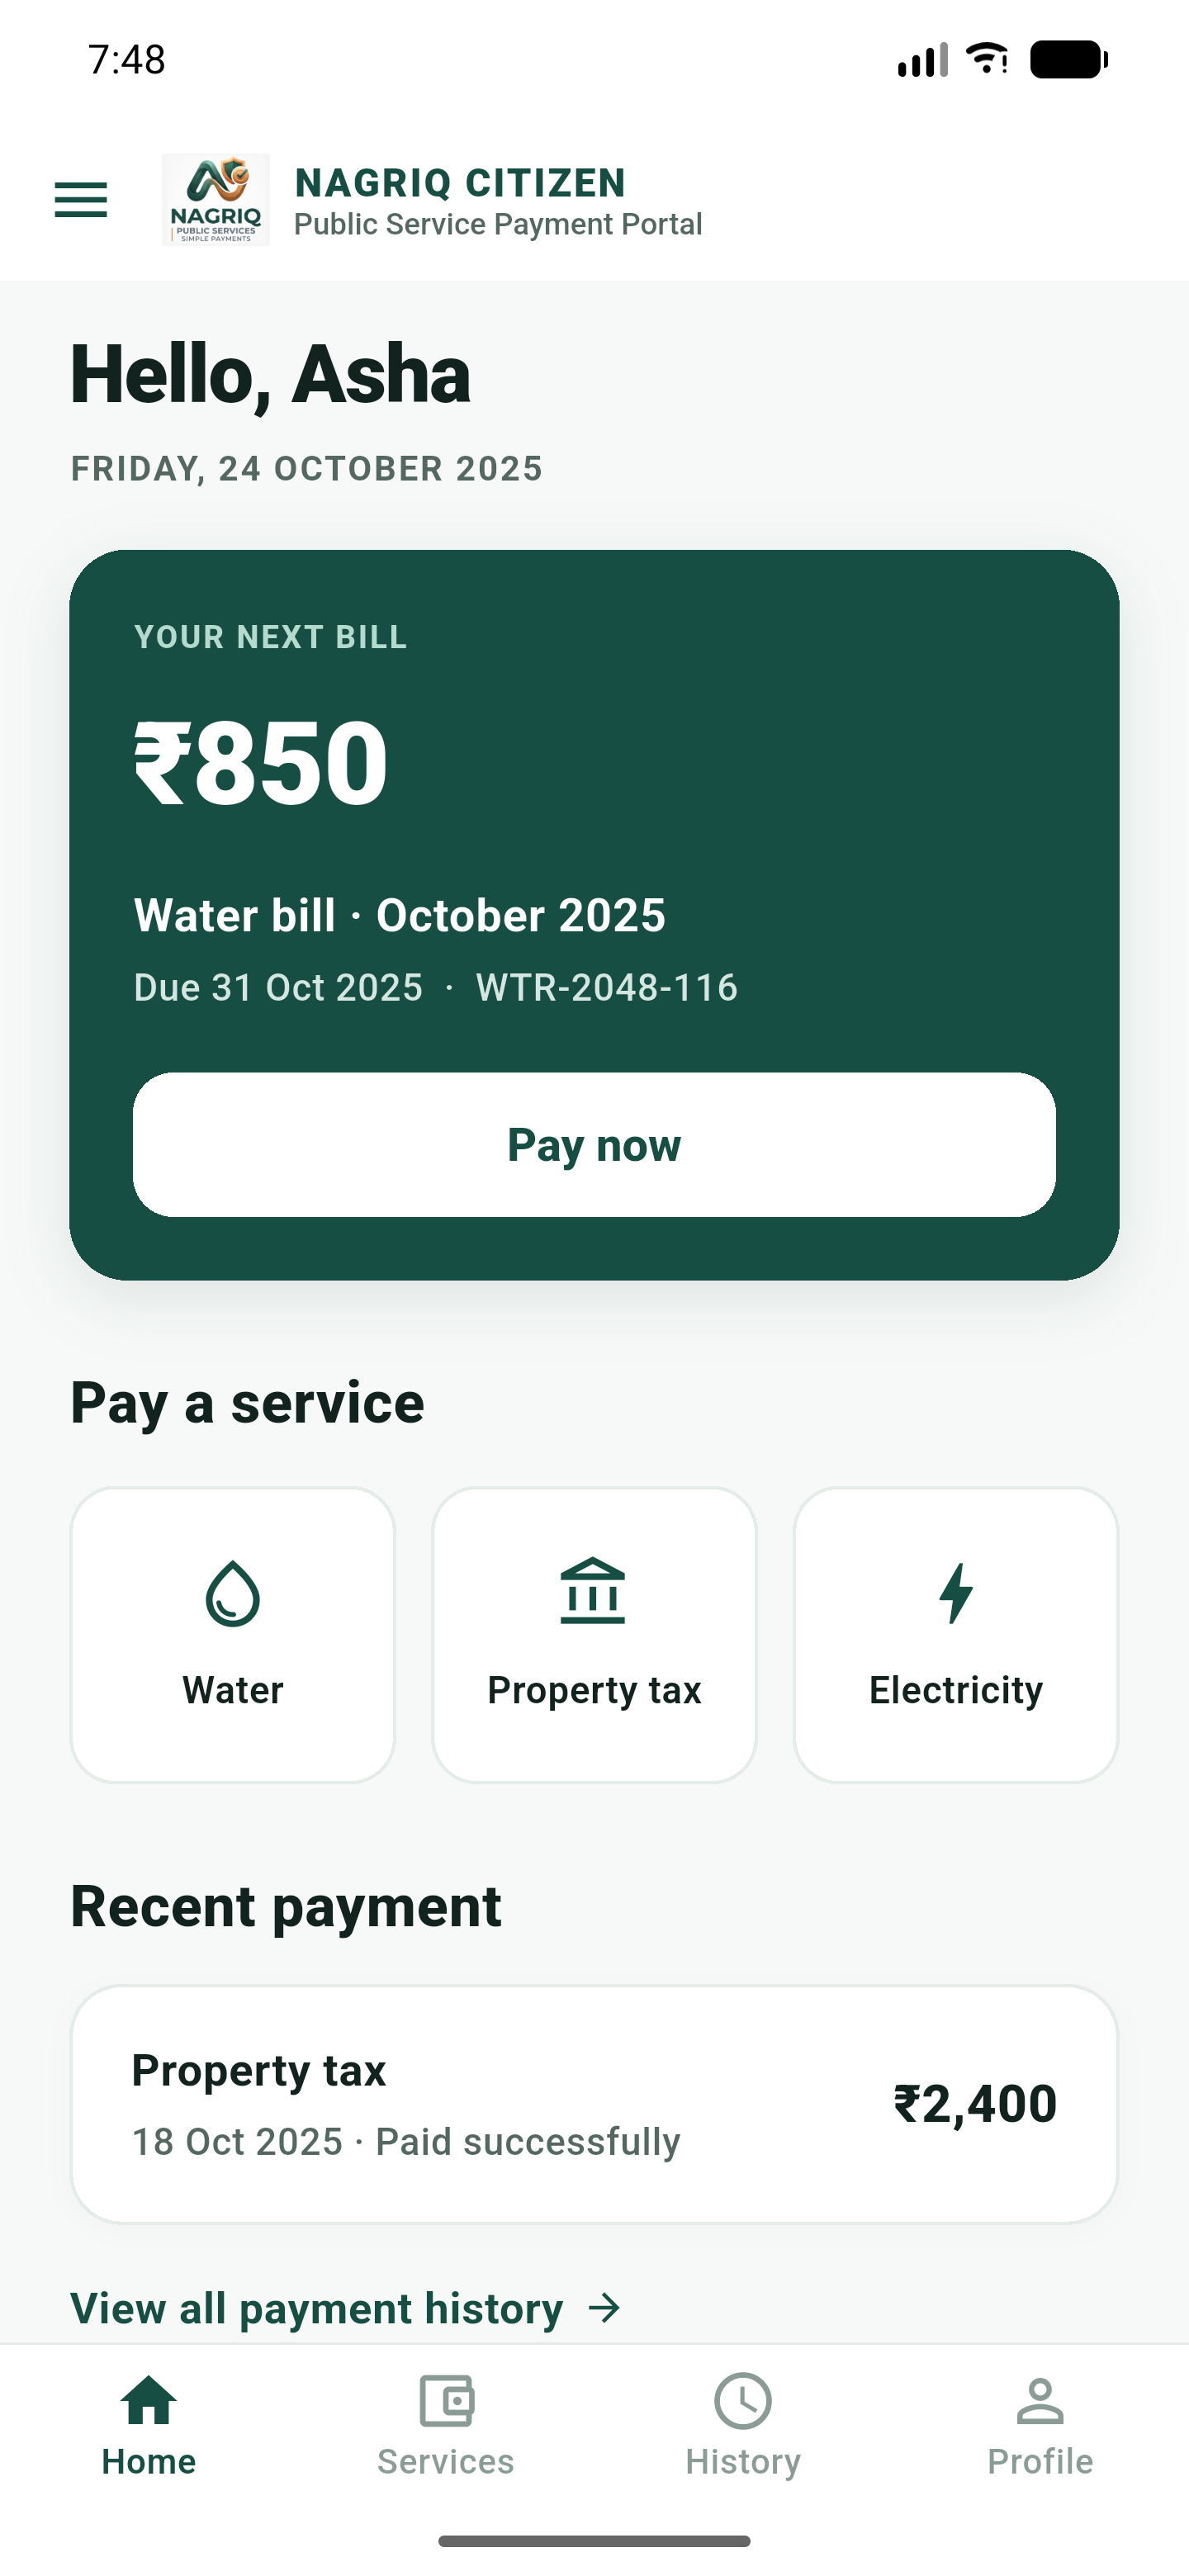 7:48
NAGRIQ
PUBLIC SERVICES
SIMPLE PAYMENTS
NAGRIQ CITIZEN
Public Service Payment Portal
Hello, Asha
FRIDAY, 24 OCTOBER 2025
YOUR NEXT BILL
₹850
Water bill · October 2025
Due 31 Oct 2025 · WTR-2048-116
Pay now
Pay a service
Water
Property tax
Electricity
Recent payment
Property tax
₹2,400
18 Oct 2025 · Paid successfully
View all payment history →
Home
Services
History
Profile